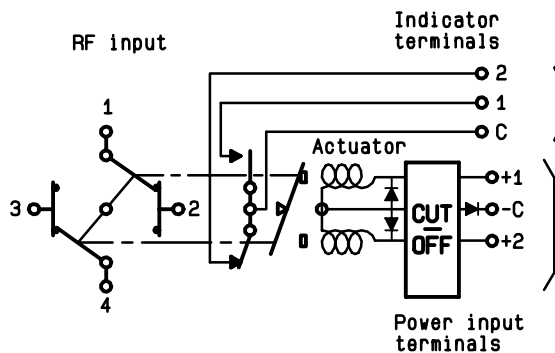 Indicator
terminals
RF input
2
1
C
1
Actuator
3
2
4
CUT
OFF
+1
-C
+2
Power input
terminals